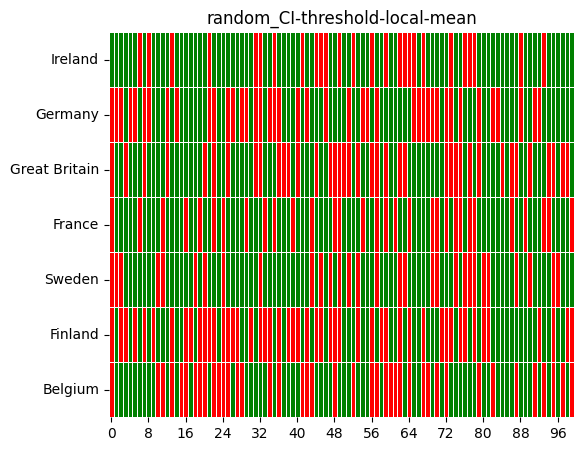 random_CI-threshold-local-mean
Ireland
Germany
Great Britain
France
Sweden
Finland
Belgium
0 8 16 24 32 40 48 56 64 72 80 88 96